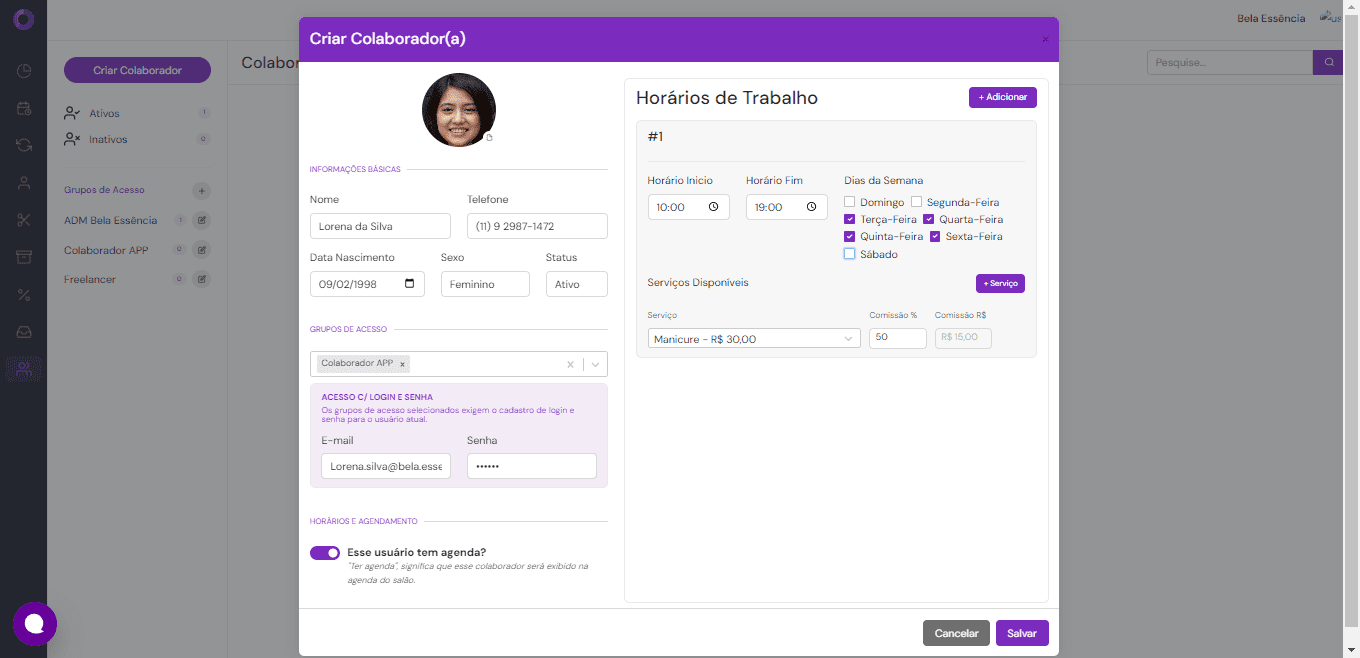 Bela Essência
Criar Colaborador
Ativos
1
Inativos
0
Grupos de Acesso
+
ADM Bela Essência
1
Colaborador APP
0
Freelancer
0
Colabor
Pesquise...
Criar Colaborador(a)
×
INFORMAÇÕES BÁSICAS
Nome
Telefone
Lorena da Silva
(11) 9 2987-1472
Data Nascimento
Sexo
Status
09/02/1998
Feminino
Ativo
GRUPOS DE ACESSO
Colaborador APP ×
ACESSO C/ LOGIN E SENHA
Os grupos de acesso selecionados exigem o cadastro de login e
senha para o usuário atual.
E-mail
Senha
Lorena.silva@bela.esse
••••••
HORÁRIOS E AGENDAMENTO
Esse usuário tem agenda?
"Ter agenda", significa que esse colaborador será exibido na
agenda do salão.
Horários de Trabalho
+ Adicionar
#1
Horário Inicio
Horário Fim
Dias da Semana
10:00
19:00
Domingo
Segunda-Feira
Terça-Feira
Quarta-Feira
Quinta-Feira
Sexta-Feira
Sábado
Serviços Disponíveis
+ Serviço
Serviço
Comissão %
Comissão R$
Manicure - R$ 30,00
50
R$ 15,00
Cancelar
Salvar